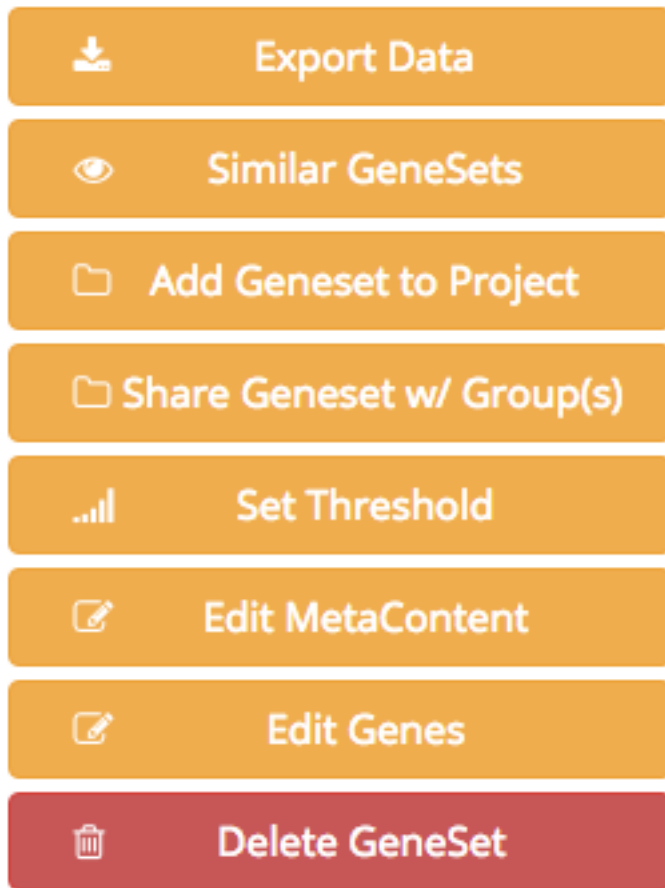 Export Data
Similar GeneSets
Add Geneset to Project
Share Geneset w/ Group(s)
Set Threshold
Edit MetaContent
Edit Genes
Delete GeneSet